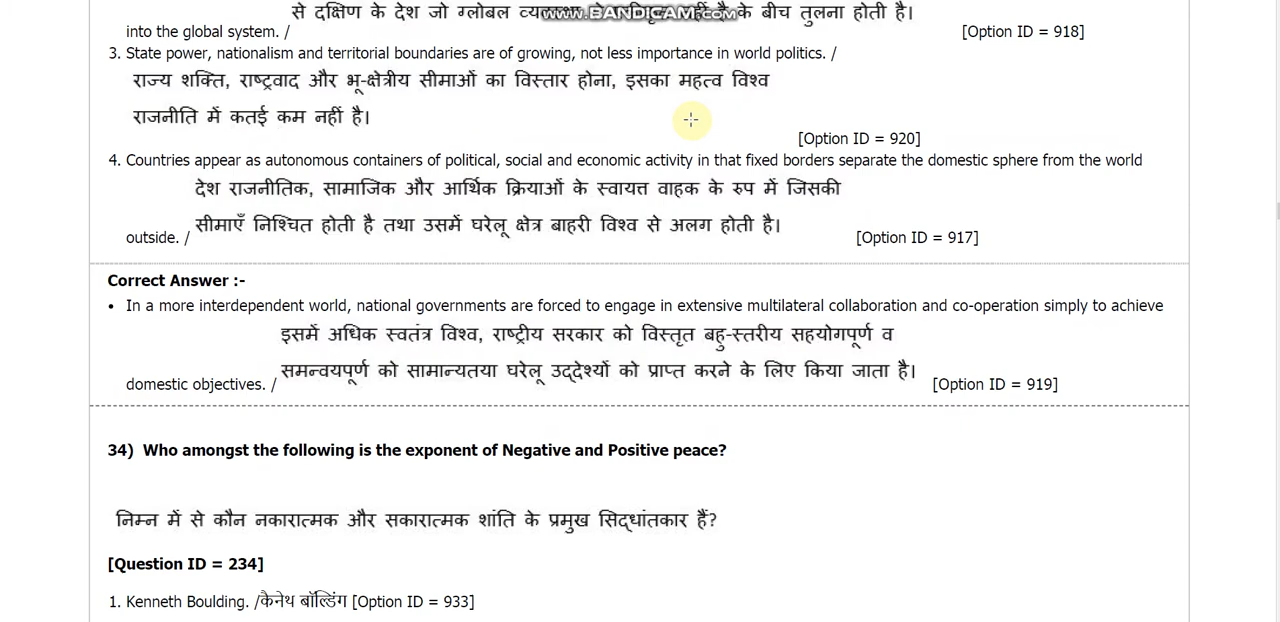 से दक्षिण के देश जो ग्लोबल के बीच तुलना होती है।
www.BANDICAM.com
into the global system. / [Option ID = 918]
3. State power, nationalism and territorial boundaries are of growing, not less importance in world politics. /
राज्य शक्ति, राष्ट्रवाद और भू-क्षेत्रीय सीमाओं का विस्तार होना, इसका महत्व विश्व
राजनीति में कतई कम नहीं है।
[Option ID = 920]
4. Countries appear as autonomous containers of political, social and economic activity in that fixed borders separate the domestic sphere from the world
देश राजनीतिक, सामाजिक और आर्थिक क्रियाओं के स्वायत्त वाहक के रुप में जिसकी
सीमाएँ निश्चित होती है तथा उसमें घरेलू क्षेत्र बाहरी विश्व से अलग होती है।
outside. / [Option ID = 917]
Correct Answer :-
• In a more interdependent world, national governments are forced to engage in extensive multilateral collaboration and co-operation simply to achieve
इसमें अधिक स्वतंत्र विश्व, राष्ट्रीय सरकार को विस्तृत बहु-स्तरीय सहयोगपूर्ण व
समन्वयपूर्ण को सामान्यतया घरेलू उद्देश्यों को प्राप्त करने के लिए किया जाता है।
domestic objectives. / [Option ID = 919]
34) Who amongst the following is the exponent of Negative and Positive peace?
निम्न में से कौन नकारात्मक और सकारात्मक शांति के प्रमुख सिद्धांतकार हैं?
[Question ID = 234]
1. Kenneth Boulding. /कैनेथ बॉल्डिंग [Option ID = 933]